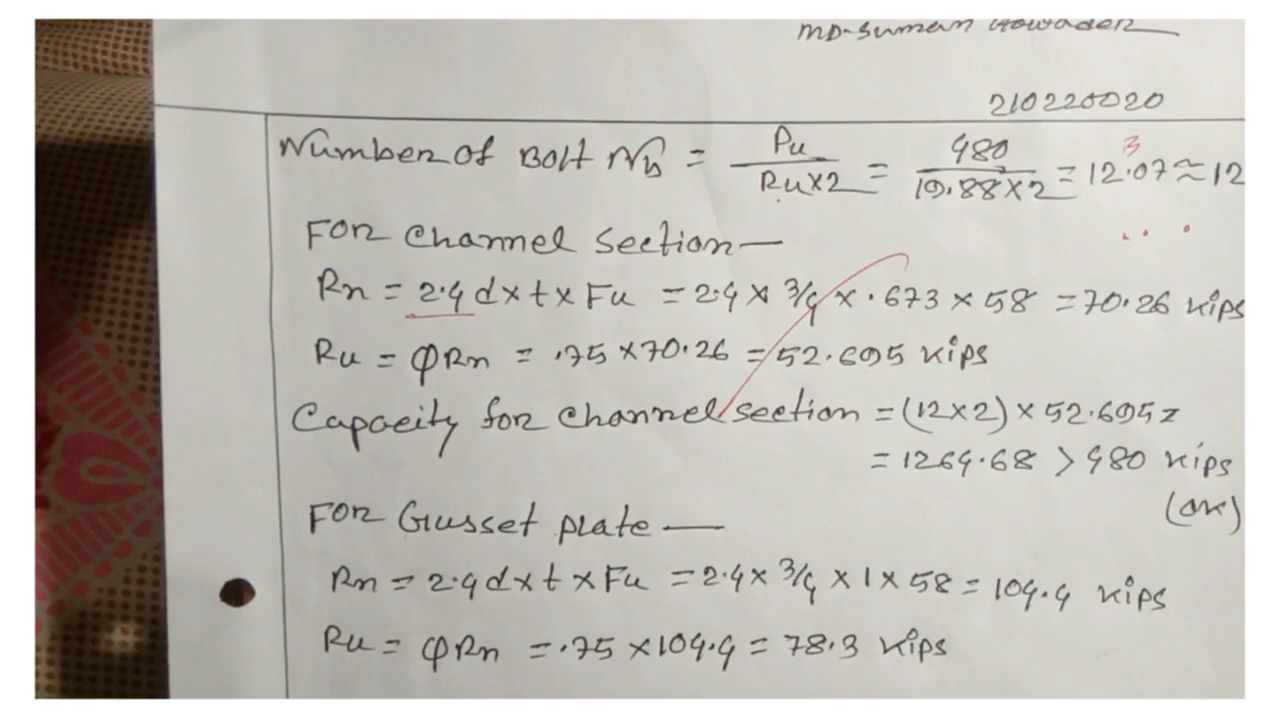 MD. Suman Howader
210220020
Number of Bolt Nb = Pu / Ru×2 = 480 / 19.88×2 = 12.07 ≈ 12
3
For channel section —
Rn = 2.4 d×t×Fu = 2.4 × 3/4 × .673 × 58 = 70.26 kips
Ru = φRn = .75 × 70.26 = 52.695 kips
Capacity for channel section = (12×2) × 52.695 =
= 1264.68 > 480 kips
(ok)
For Gusset plate —
Rn = 2.4 d×t×Fu = 2.4 × 3/4 × 1 × 58 = 104.4 kips
Ru = φRn = .75 × 104.4 = 78.3 kips